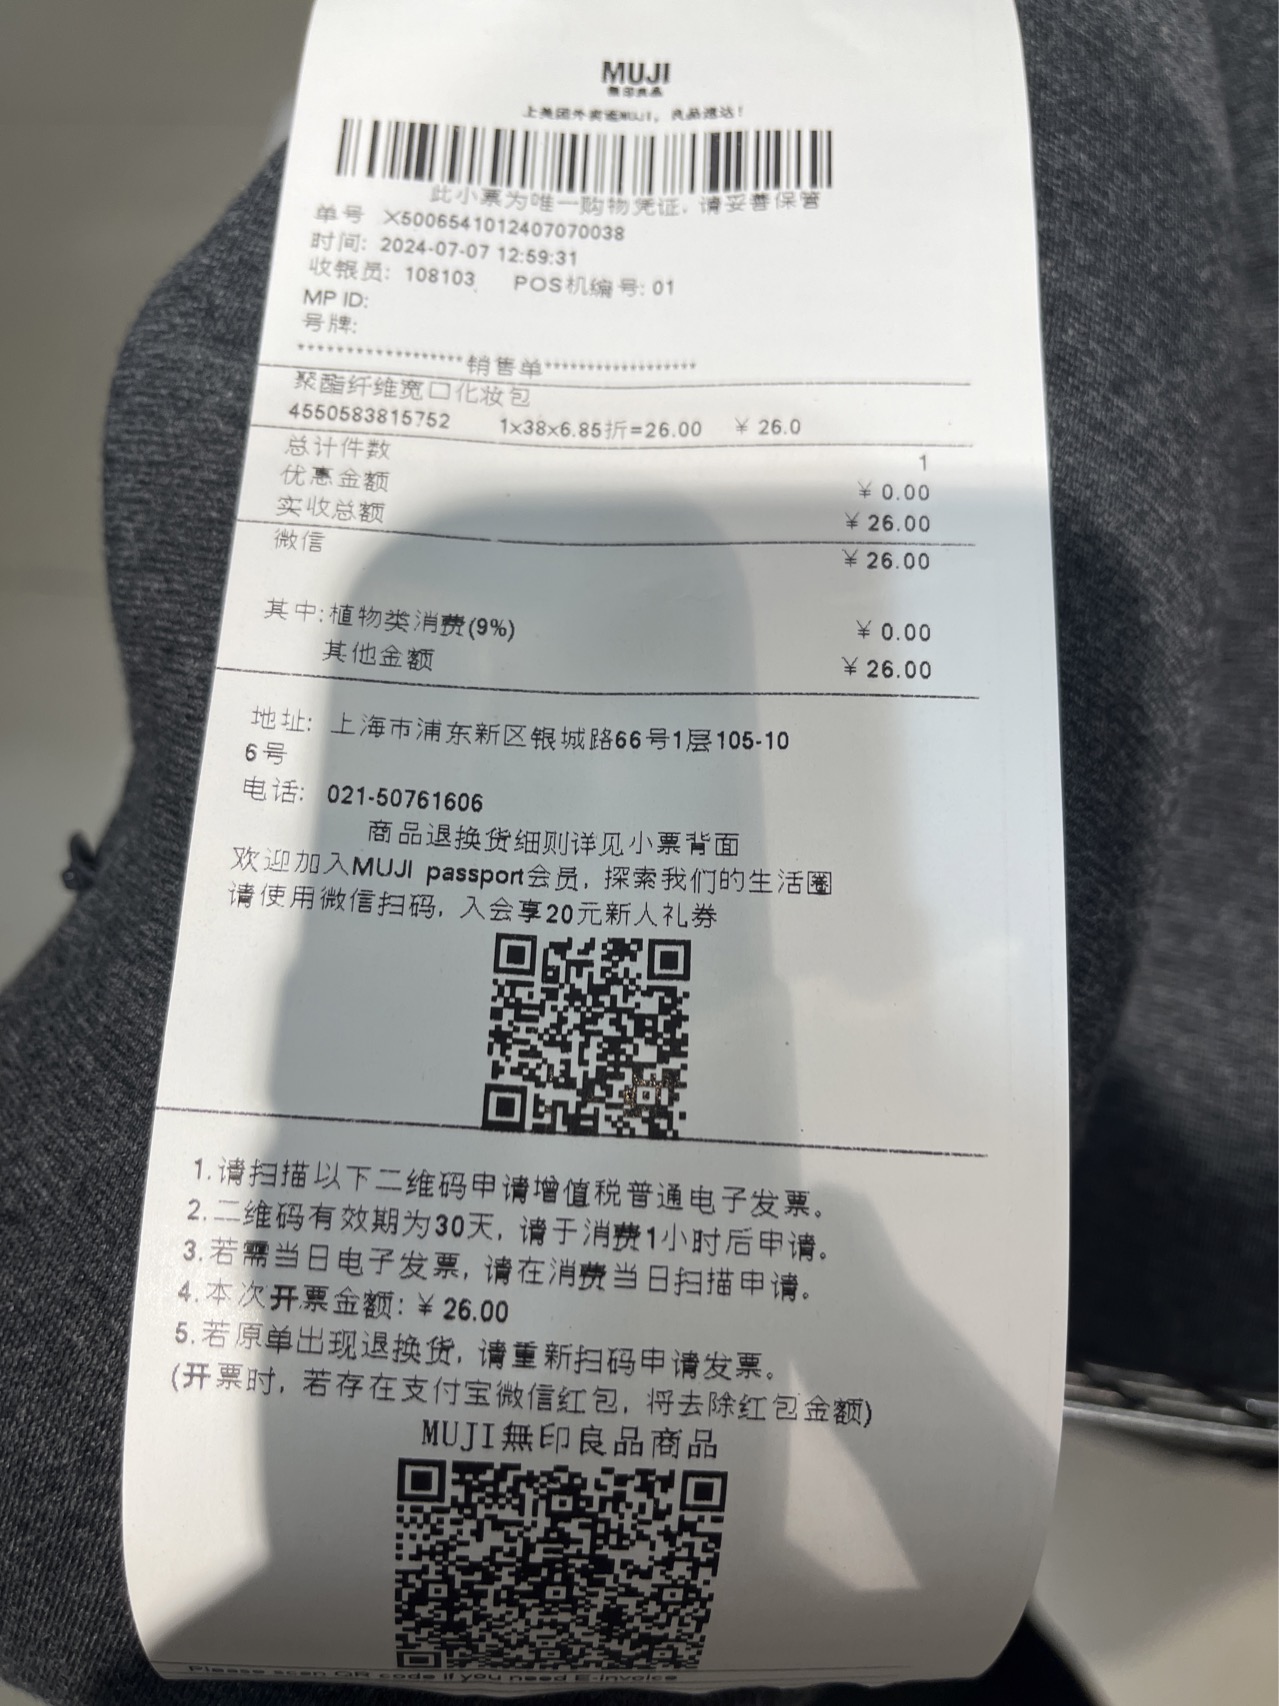 MUJI
無印良品
上美团外卖逛MUJI，良品速达！
此小票为唯一购物凭证，请妥善保管
单号 X5006541012407070038
时间: 2024-07-07 12:59:31
收银员: 108103 POS机编号: 01
MP ID:
号牌:
******************销售单******************
聚酯纤维宽口化妆包
4550583815752 1x38x6.85折=26.00 ¥ 26.0
总计件数 1
优惠金额 ¥ 0.00
实收总额 ¥ 26.00
微信 ¥ 26.00
其中:植物类消费(9%) ¥ 0.00
其他金额 ¥ 26.00
地址: 上海市浦东新区银城路66号1层105-10
6号
电话: 021-50761606
商品退换货细则详见小票背面
欢迎加入MUJI passport会员，探索我们的生活圈
请使用微信扫码，入会享20元新人礼券
1.请扫描以下二维码申请增值税普通电子发票。
2.二维码有效期为30天，请于消费1小时后申请。
3.若需当日电子发票，请在消费当日扫描申请。
4.本次开票金额: ¥ 26.00
5.若原单出现退换货，请重新扫码申请发票。
(开票时，若存在支付宝微信红包，将去除红包金额)
MUJI無印良品商品
Please scan QR code if you need E-invoice